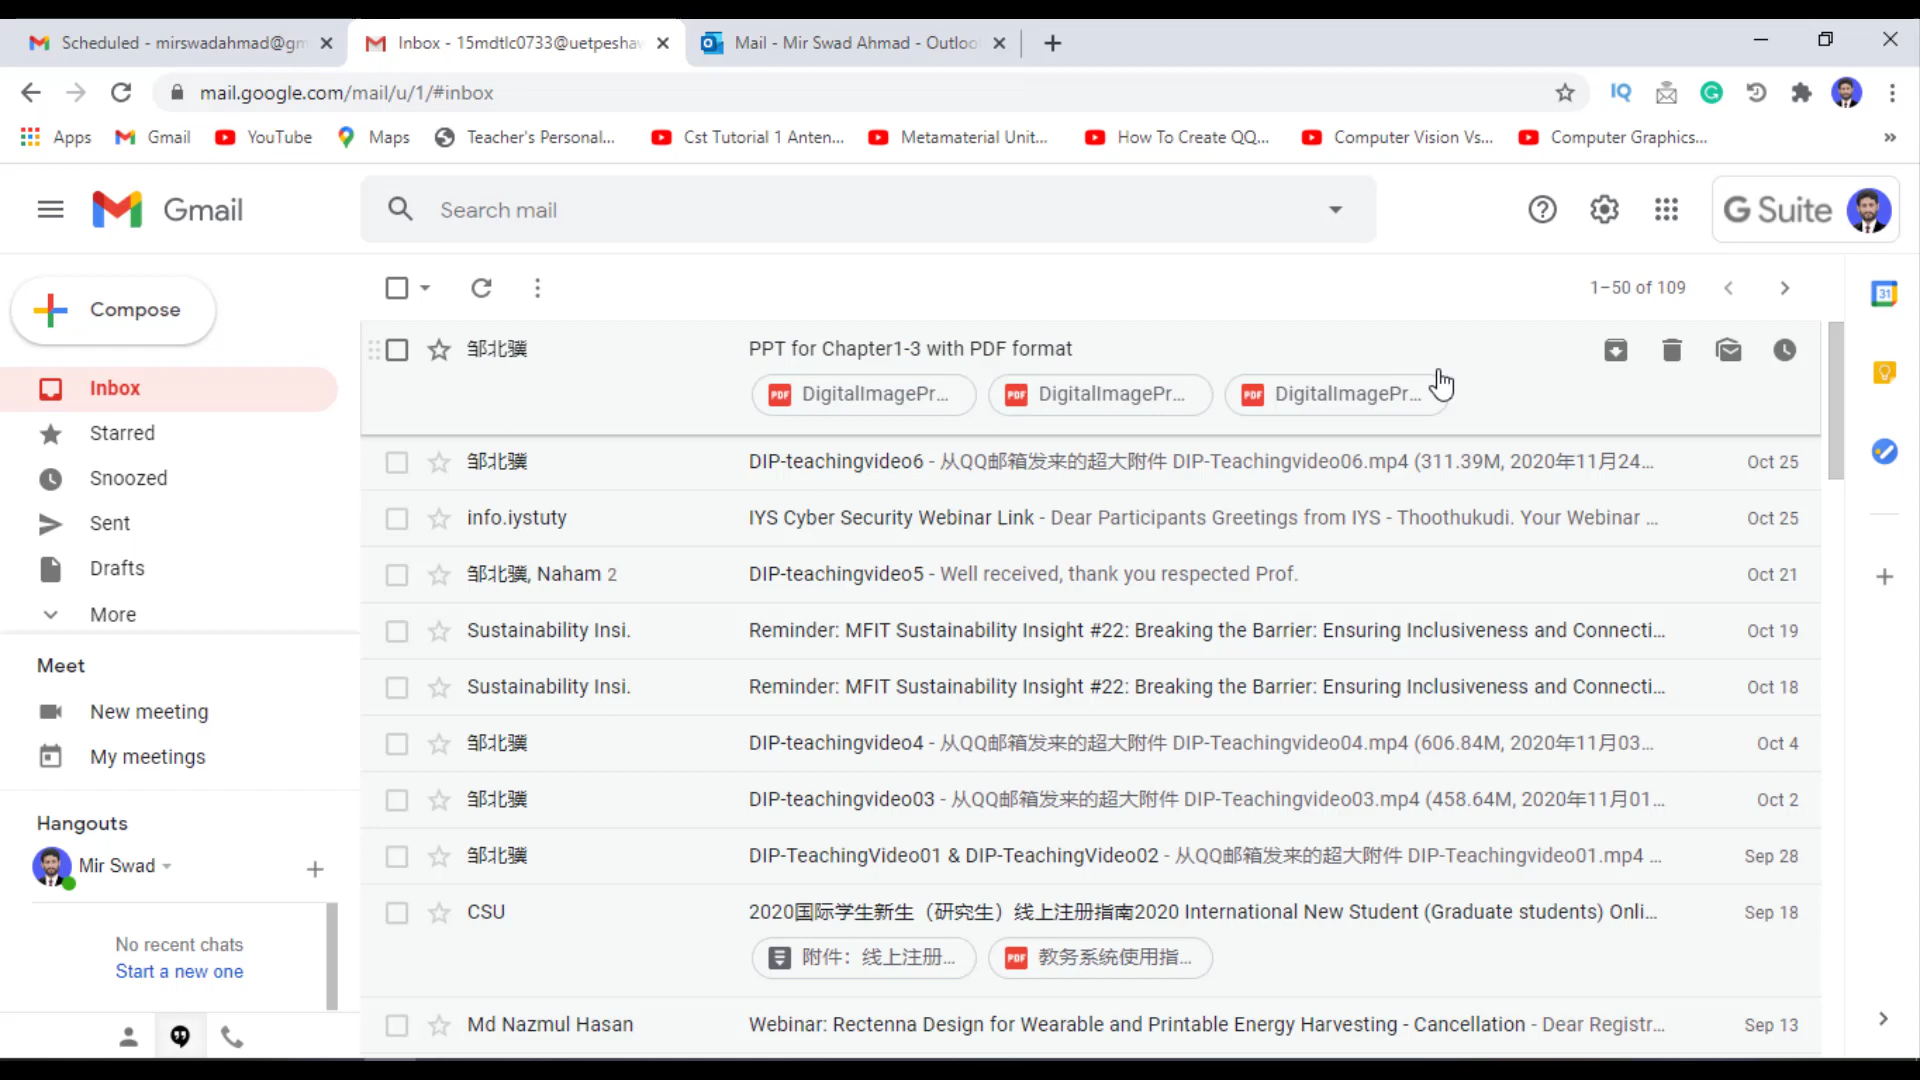 Scheduled - mirswadahmad@gm
Inbox - 15mdtlc0733@uetpeshaw
Mail - Mir Swad Ahmad - Outloo
mail.google.com/mail/u/1/#inbox
IQ
Apps
Gmail
YouTube
Maps
Teacher's Personal...
Cst Tutorial 1 Anten...
Metamaterial Unit...
How To Create QQ...
Computer Vision Vs...
Computer Graphics...
»
Gmail
Search mail
G Suite
Compose
1–50 of 109
31
Inbox
Starred
Snoozed
Sent
Drafts
More
Meet
New meeting
My meetings
Hangouts
Mir Swad
No recent chats
Start a new one
邹北骥 PPT for Chapter1-3 with PDF format
PDF DigitalImagePr... PDF DigitalImagePr... PDF DigitalImagePr...
邹北骥 DIP-teachingvideo6 - 从QQ邮箱发来的超大附件 DIP-Teachingvideo06.mp4 (311.39M, 2020年11月24... Oct 25
info.iystuty IYS Cyber Security Webinar Link - Dear Participants Greetings from IYS - Thoothukudi. Your Webinar ... Oct 25
邹北骥, Naham 2 DIP-teachingvideo5 - Well received, thank you respected Prof. Oct 21
Sustainability Insi. Reminder: MFIT Sustainability Insight #22: Breaking the Barrier: Ensuring Inclusiveness and Connecti... Oct 19
Sustainability Insi. Reminder: MFIT Sustainability Insight #22: Breaking the Barrier: Ensuring Inclusiveness and Connecti... Oct 18
邹北骥 DIP-teachingvideo4 - 从QQ邮箱发来的超大附件 DIP-Teachingvideo04.mp4 (606.84M, 2020年11月03... Oct 4
邹北骥 DIP-teachingvideo03 - 从QQ邮箱发来的超大附件 DIP-Teachingvideo03.mp4 (458.64M, 2020年11月01... Oct 2
邹北骥 DIP-TeachingVideo01 & DIP-TeachingVideo02 - 从QQ邮箱发来的超大附件 DIP-Teachingvideo01.mp4 ... Sep 28
CSU 2020国际学生新生（研究生）线上注册指南2020 International New Student (Graduate students) Onli... Sep 18
附件：线上注册... PDF 教务系统使用指...
Md Nazmul Hasan Webinar: Rectenna Design for Wearable and Printable Energy Harvesting - Cancellation - Dear Registr... Sep 13